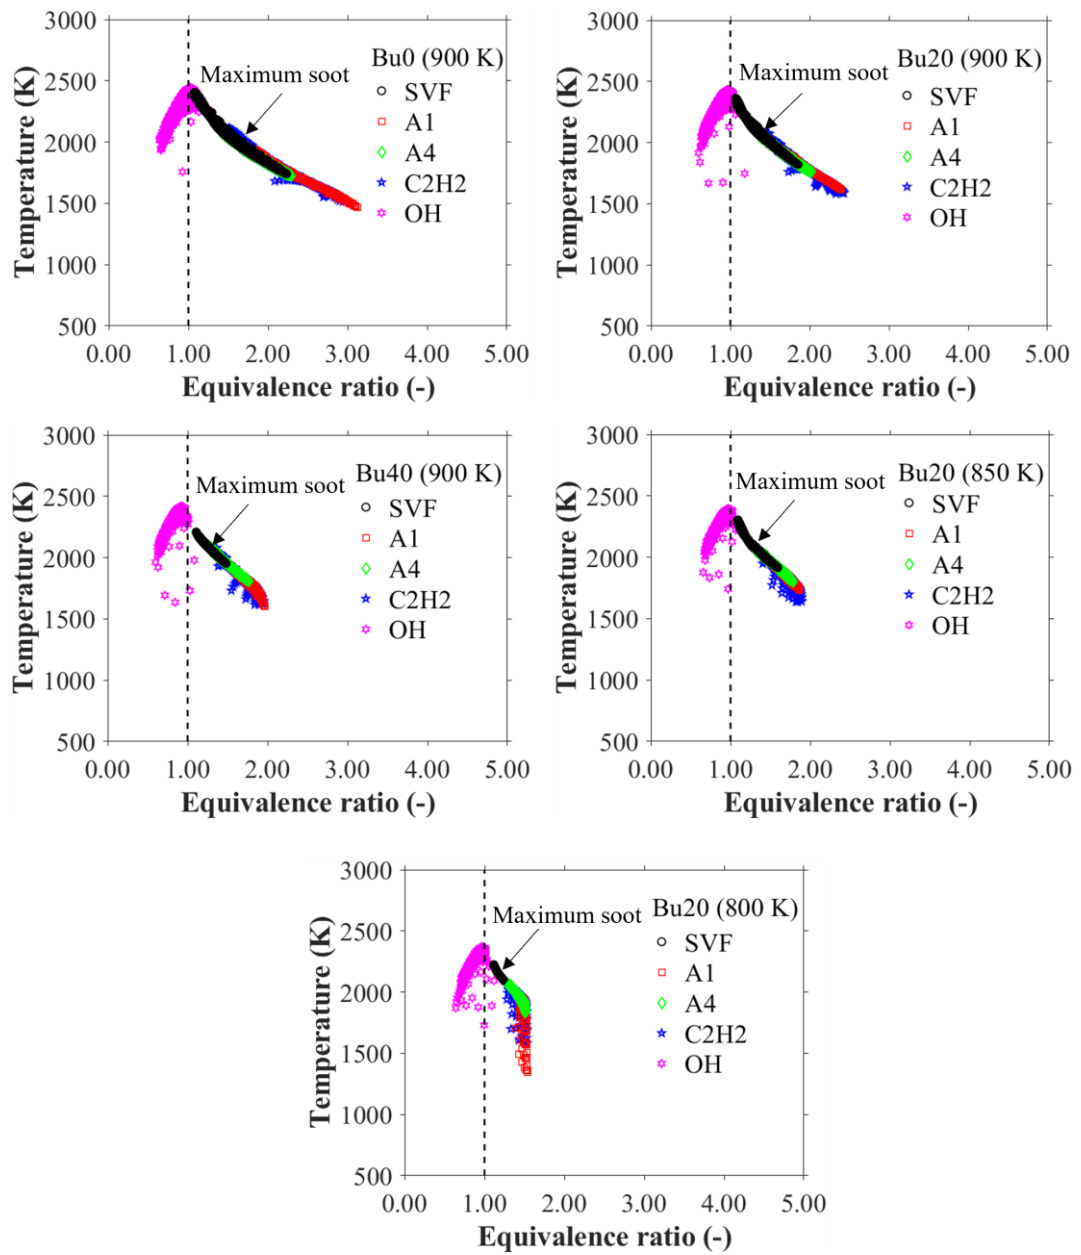 3000
2500
2000
1500
1000
500
Temperature (K)
Maximum soot
Bu0 (900 K)
SVF
A1
A4
C2H2
OH
0.00 1.00 2.00 3.00 4.00 5.00
Equivalence ratio (-)
3000
2500
2000
1500
1000
500
Temperature (K)
Maximum soot
Bu20 (900 K)
SVF
A1
A4
C2H2
OH
0.00 1.00 2.00 3.00 4.00 5.00
Equivalence ratio (-)
3000
2500
2000
1500
1000
500
Temperature (K)
Bu40 (900 K)
Maximum soot
SVF
A1
A4
C2H2
OH
0.00 1.00 2.00 3.00 4.00 5.00
Equivalence ratio (-)
3000
2500
2000
1500
1000
500
Temperature (K)
Bu20 (850 K)
Maximum soot
SVF
A1
A4
C2H2
OH
0.00 1.00 2.00 3.00 4.00 5.00
Equivalence ratio (-)
3000
2500
2000
1500
1000
500
Temperature (K)
Bu20 (800 K)
Maximum soot
SVF
A1
A4
C2H2
OH
0.00 1.00 2.00 3.00 4.00 5.00
Equivalence ratio (-)